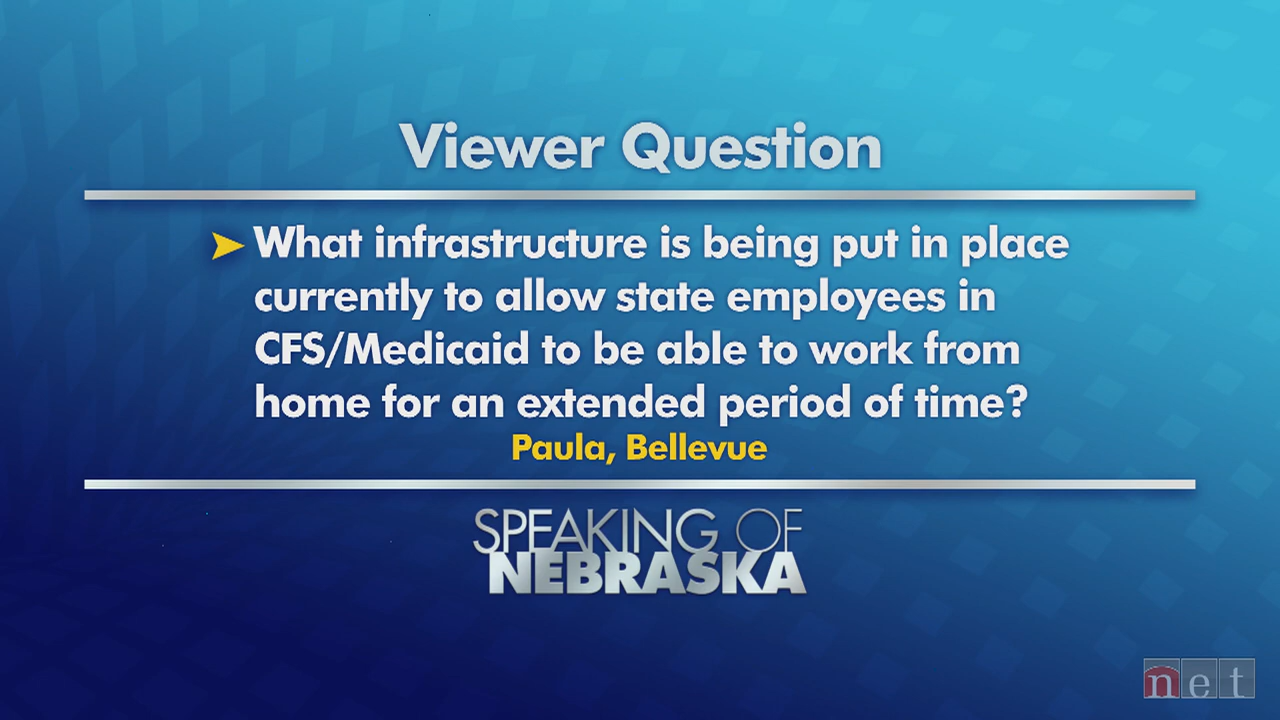 Viewer Question
➤ What infrastructure is being put in place
currently to allow state employees in
CFS/Medicaid to be able to work from
home for an extended period of time?
Paula, Bellevue
SPEAKING OF
NEBRASKA
net